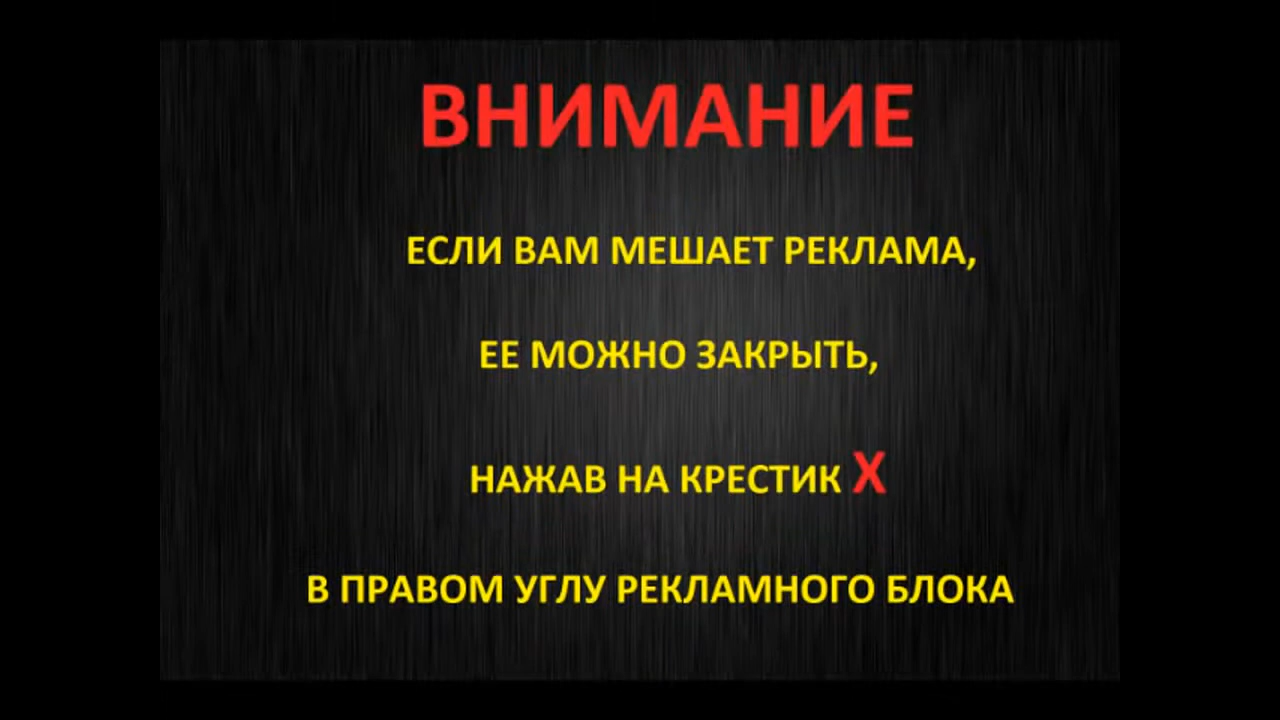 ВНИМАНИЕ
ЕСЛИ ВАМ МЕШАЕТ РЕКЛАМА,
ЕЕ МОЖНО ЗАКРЫТЬ,
НАЖАВ НА КРЕСТИК Х
В ПРАВОМ УГЛУ РЕКЛАМНОГО БЛОКА